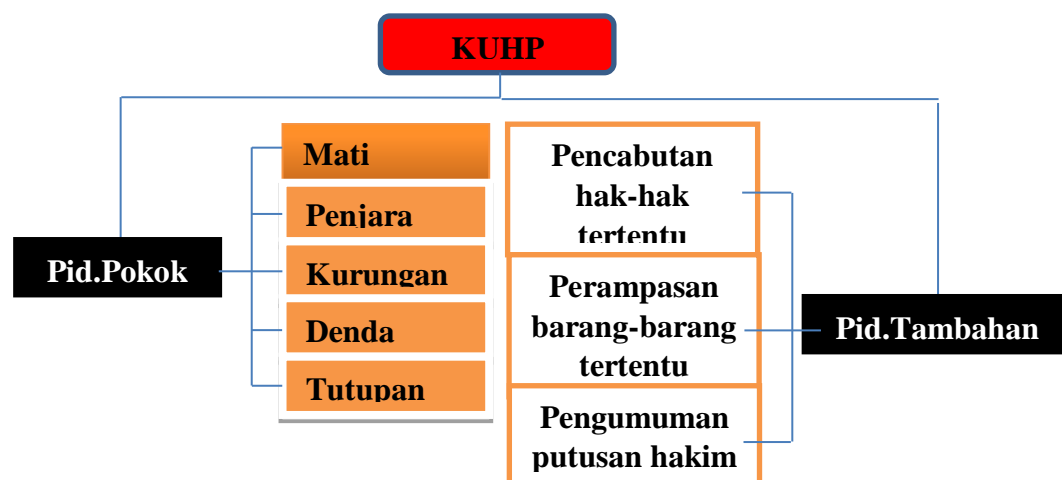 KUHP
Pid.Pokok
Mati
Penjara
Kurungan
Denda
Tutupan
Pencabutan
hak-hak
tertentu
Perampasan
barang-barang
tertentu
Pengumuman
putusan hakim
Pid.Tambahan